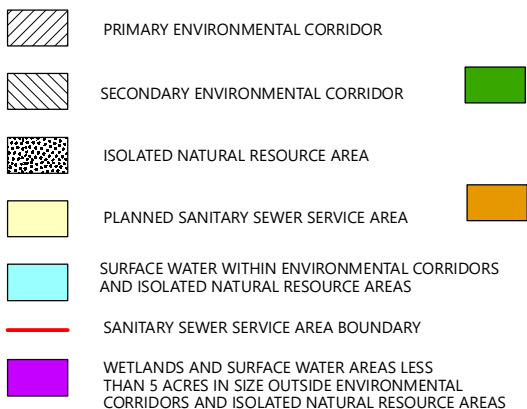 PRIMARY ENVIRONMENTAL CORRIDOR
SECONDARY ENVIRONMENTAL CORRIDOR
ISOLATED NATURAL RESOURCE AREA
PLANNED SANITARY SEWER SERVICE AREA
SURFACE WATER WITHIN ENVIRONMENTAL CORRIDORS
AND ISOLATED NATURAL RESOURCE AREAS
SANITARY SEWER SERVICE AREA BOUNDARY
WETLANDS AND SURFACE WATER AREAS LESS
THAN 5 ACRES IN SIZE OUTSIDE ENVIRONMENTAL
CORRIDORS AND ISOLATED NATURAL RESOURCE AREAS